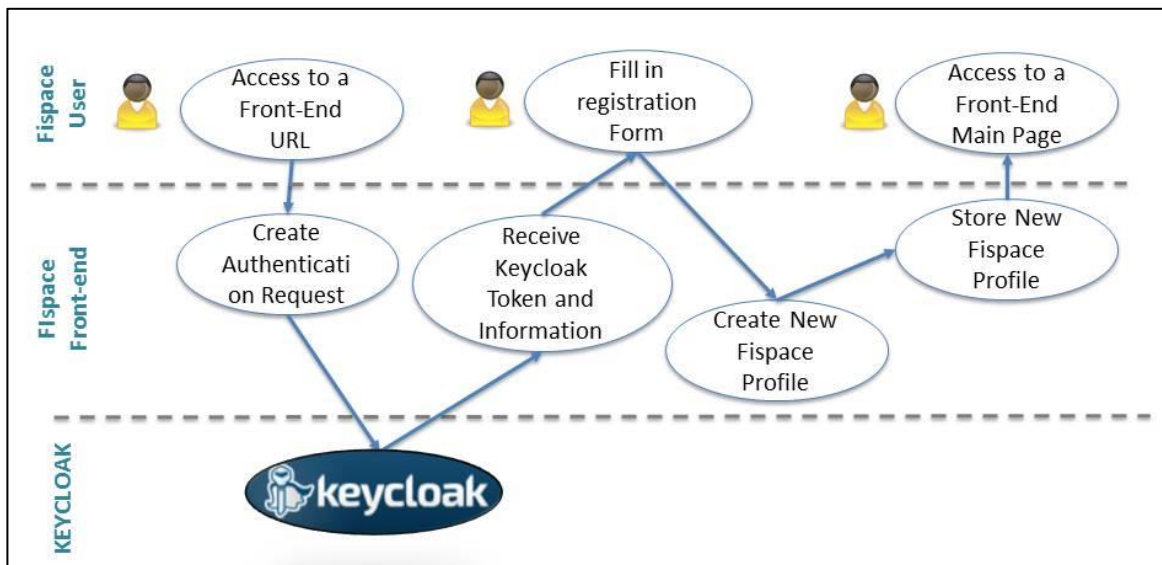 Fispace
User
Access to a
Front-End
URL
Fill in
registration
Form
Access to a
Front-End
Main Page
FIspace
Front-end
Create
Authenticati
on Request
Receive
Keycloak
Token and
Information
Create New
Fispace
Profile
Store New
Fispace
Profile
KEYCLOAK
keycloak